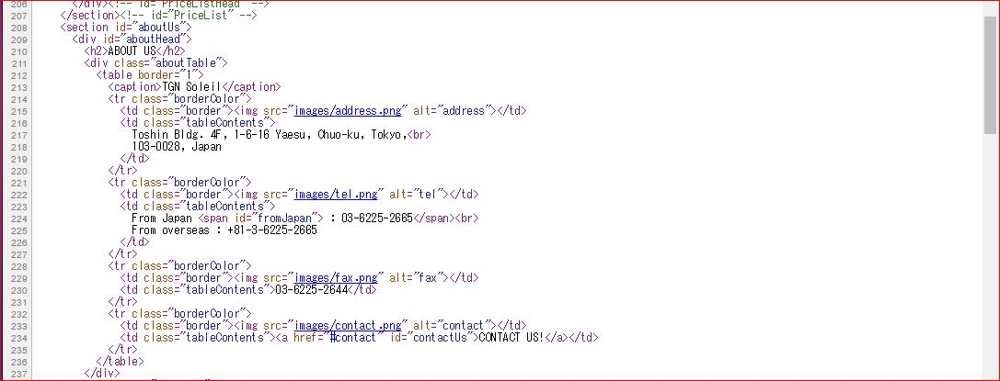 206 </div><!-- id="PriceListHead" -->
207 </section><!-- id="PriceList" -->
208 <section id="aboutUs">
209 <div id="aboutHead">
210 <h2>ABOUT US</h2>
211 <div class="aboutTable">
212 <table border="1">
213 <caption>TGN Soleil</caption>
214 <tr class="borderColor">
215 <td class="border"><img src="images/address.png" alt="address"></td>
216 <td class="tableContents">
217 Toshin Bldg. 4F, 1-6-16 Yaesu, Chuo-ku, Tokyo,<br>
218 103-0028, Japan
219 </td>
220 </tr>
221 <tr class="borderColor">
222 <td class="border"><img src="images/tel.png" alt="tel"></td>
223 <td class="tableContents">
224 From Japan <span id="fromJapan"> : 03-6225-2665</span><br>
225 From overseas : +81-3-6225-2665
226 </td>
227 </tr>
228 <tr class="borderColor">
229 <td class="border"><img src="images/fax.png" alt="fax"></td>
230 <td class="tableContents">03-6225-2644</td>
231 </tr>
232 <tr class="borderColor">
233 <td class="border"><img src="images/contact.png" alt="contact"></td>
234 <td class="tableContents"><a href="#contact" id="contactUs">CONTACT US!</a></td>
235 </tr>
236 </table>
237 </div>